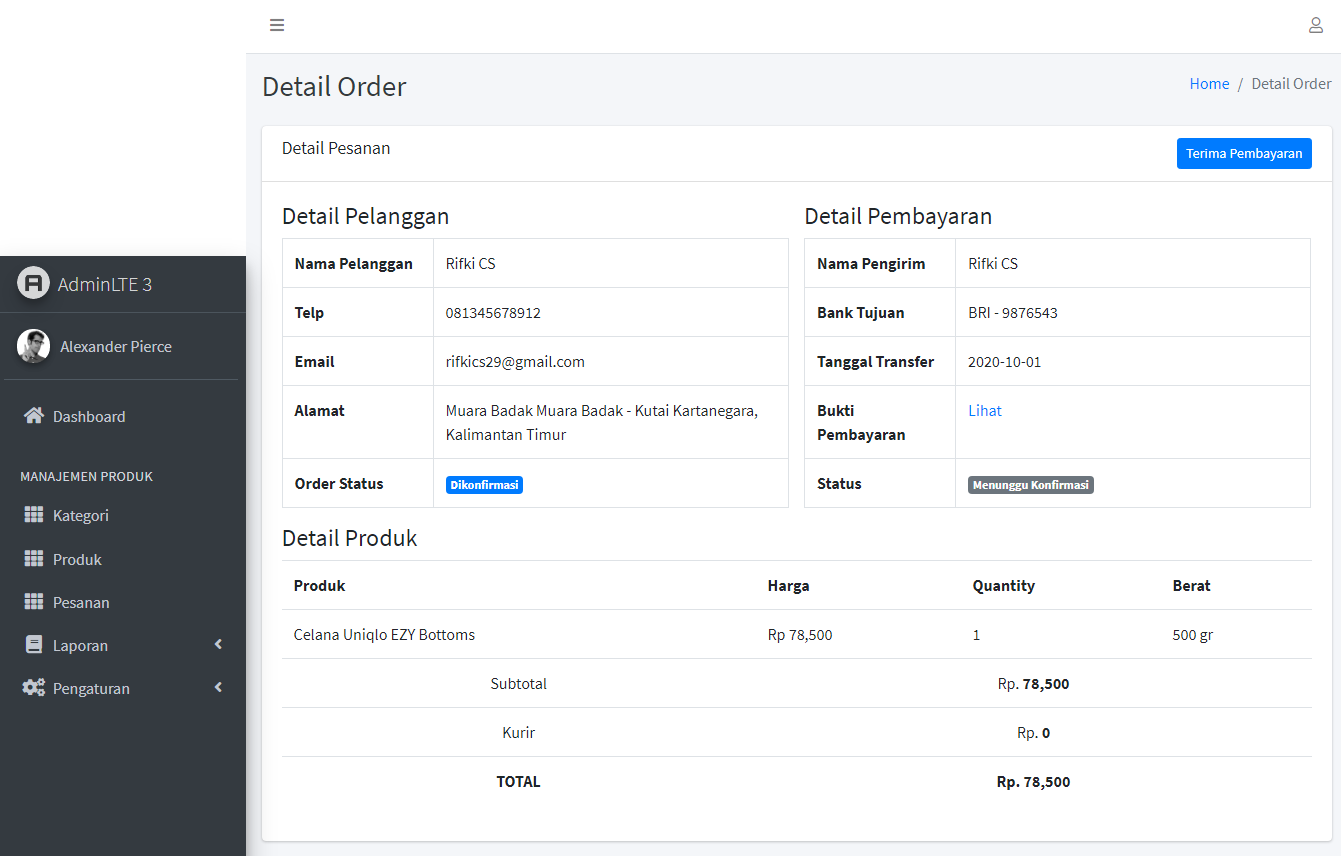 Detail Order
Home / Detail Order
Detail Pesanan
Terima Pembayaran
AdminLTE 3
Alexander Pierce
Dashboard
MANAJEMEN PRODUK
Kategori
Produk
Pesanan
Laporan
Pengaturan
Detail Pelanggan
Nama Pelanggan Rifki CS
Telp 081345678912
Email rifkics29@gmail.com
Alamat Muara Badak Muara Badak - Kutai Kartanegara,
Kalimantan Timur
Order Status Dikonfirmasi
Detail Pembayaran
Nama Pengirim Rifki CS
Bank Tujuan BRI - 9876543
Tanggal Transfer 2020-10-01
Bukti Lihat
Pembayaran
Status Menunggu Konfirmasi
Detail Produk
Produk Harga Quantity Berat
Celana Uniqlo EZY Bottoms Rp 78,500 1 500 gr
Subtotal Rp. 78,500
Kurir Rp. 0
TOTAL Rp. 78,500